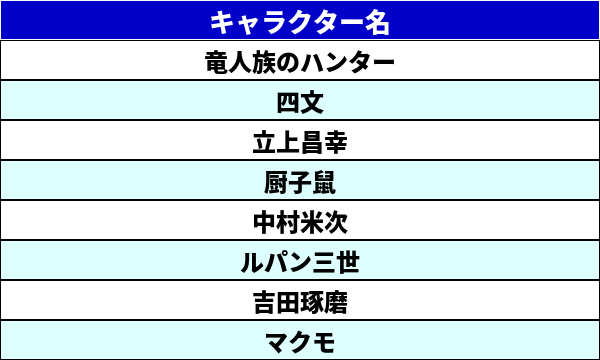 キャラクター名
竜人族のハンター
四文
立上昌幸
厨子鼠
中村米次
ルパン三世
吉田琢磨
マクモ